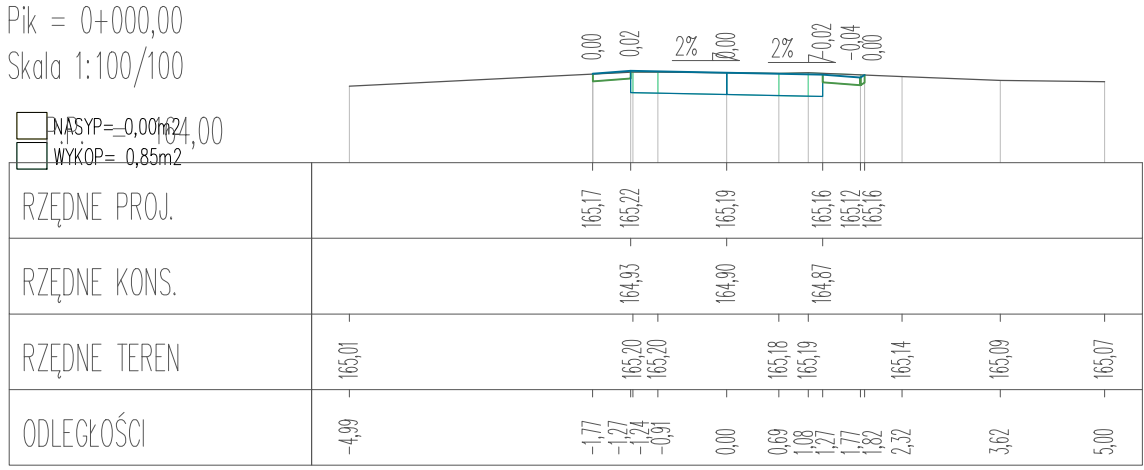 Pik = 0+000,00
Skala 1:100/100
0,00 0,02 2% 0,00 2% -0,02 -0,04 0,00
P.P. = 164,00
NASYP= 0,00m2
WYKOP= 0,85m2
RZĘDNE PROJ. 165,17 165,22 165,19 165,16 165,12 165,16
RZĘDNE KONS. 164,93 164,90 164,87
RZĘDNE TEREN 165,01 165,20 165,20 165,18 165,19 165,14 165,09 165,07
ODLEGŁOŚCI -4,99 -1,77 -1,27 -1,24 -0,91 0,00 0,69 1,08 1,27 1,77 1,82 2,32 3,62 5,00